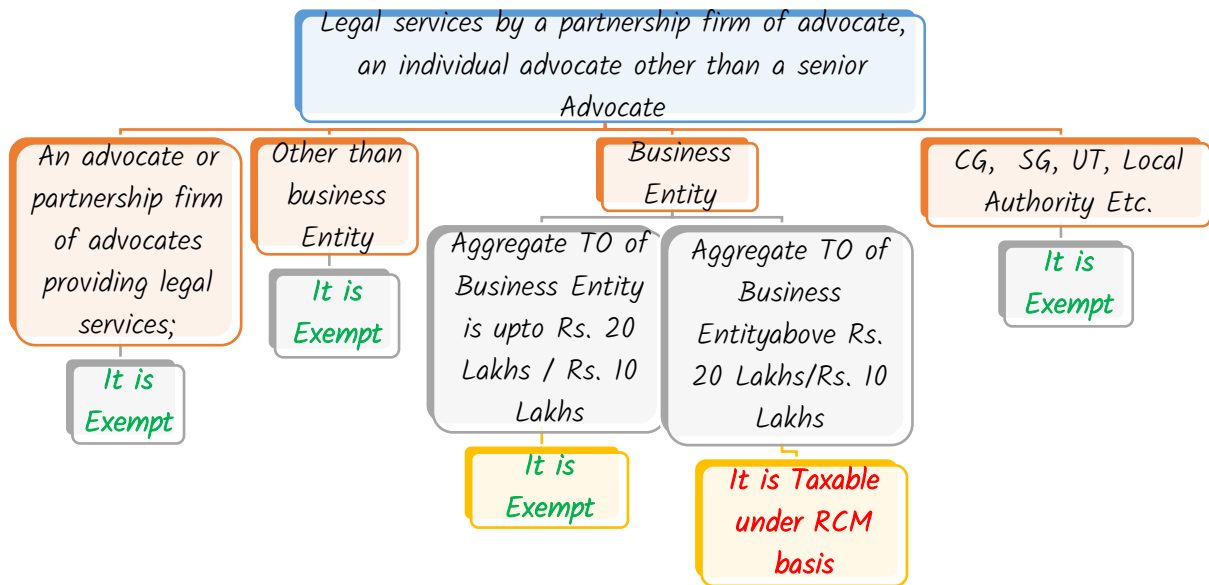 Legal services by a partnership firm of advocate,
an individual advocate other than a senior
Advocate
An advocate or
partnership firm
of advocates
providing legal
services;
It is
Exempt
Other than
business
Entity
It is
Exempt
Business
Entity
Aggregate TO of
Business Entity
is upto Rs. 20
Lakhs / Rs. 10
Lakhs
It is
Exempt
Aggregate TO of
Business
Entityabove Rs.
20 Lakhs/Rs. 10
Lakhs
It is Taxable
under RCM
basis
CG, SG, UT, Local
Authority Etc.
It is
Exempt